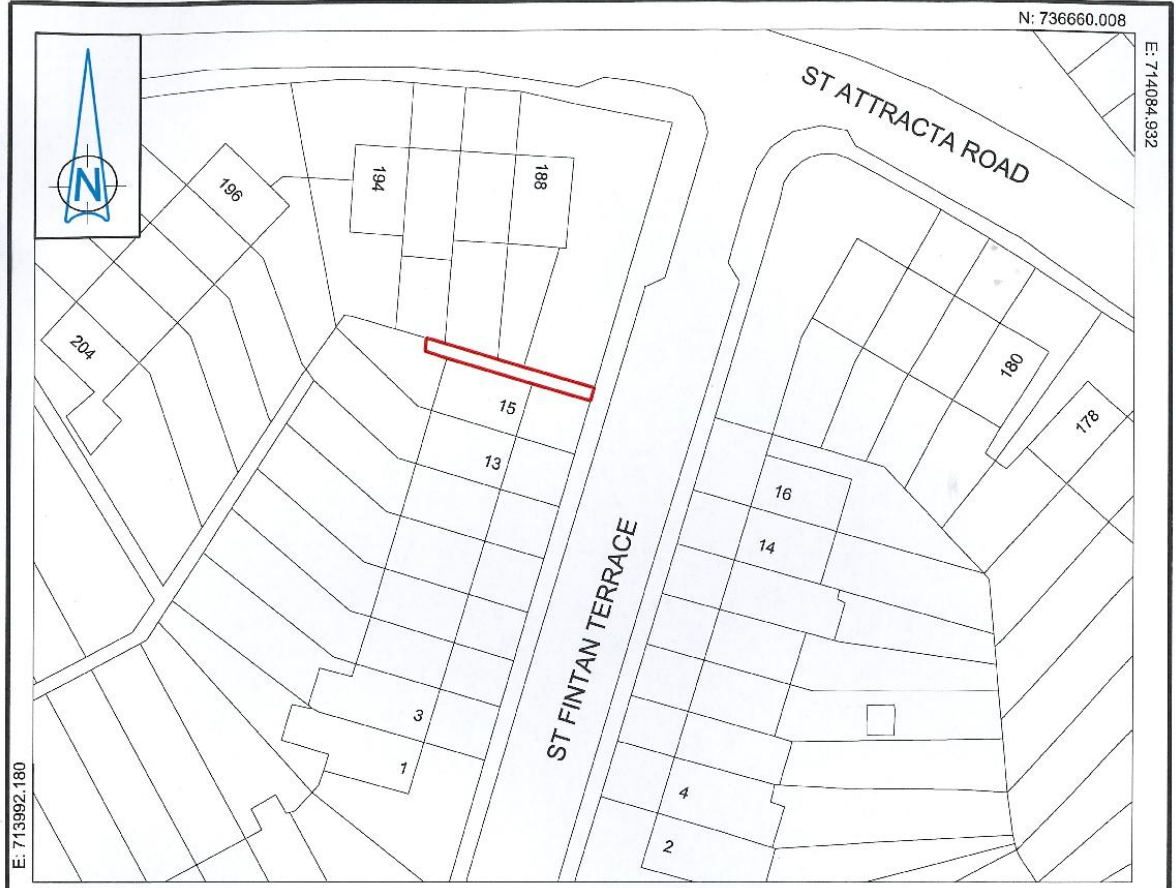 N: 736660.008
E: 714084.932
N
ST ATTRACTA ROAD
196
194
188
204
180
178
15
13
16
14
ST FINTAN TERRACE
3
1
4
2
E: 713992.180